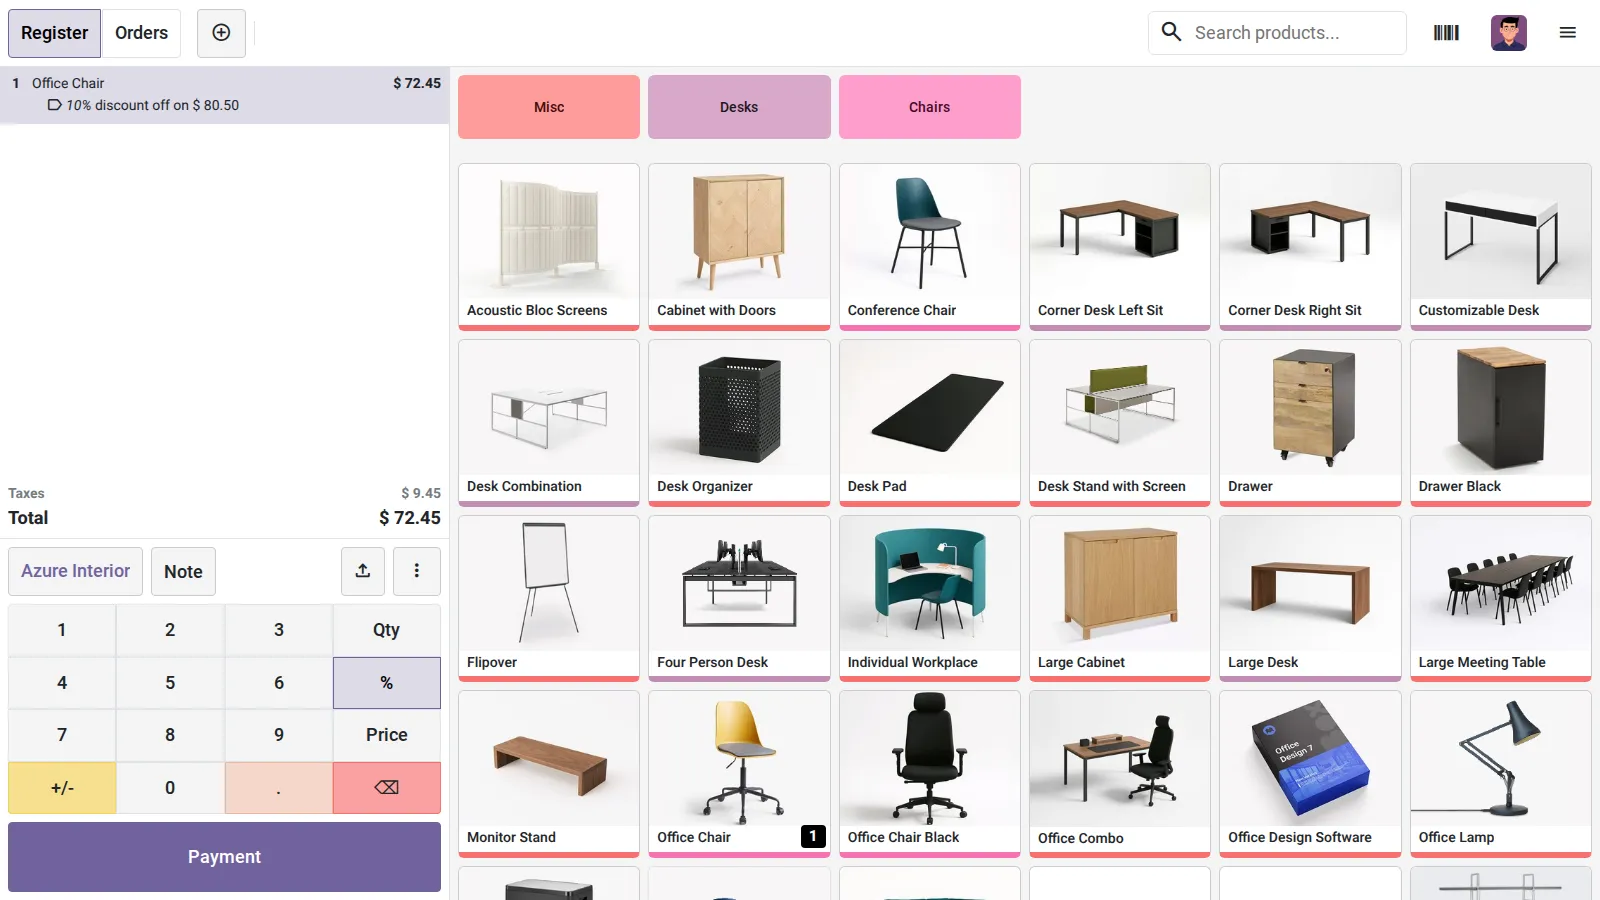 Register
Orders
Search products...
1 Office Chair $ 72.45
10% discount off on $ 80.50
Misc
Desks
Chairs
Acoustic Bloc Screens
Cabinet with Doors
Conference Chair
Corner Desk Left Sit
Corner Desk Right Sit
Customizable Desk
Desk Combination
Desk Organizer
Desk Pad
Desk Stand with Screen
Drawer
Drawer Black
Taxes $ 9.45
Total $ 72.45
Azure Interior
Note
1 2 3 Qty
4 5 6 %
7 8 9 Price
+/- 0 .
Payment
Flipover
Four Person Desk
Individual Workplace
Large Cabinet
Large Desk
Large Meeting Table
Office
Design 7
Monitor Stand
Office Chair
1
Office Chair Black
Office Combo
Office Design Software
Office Lamp